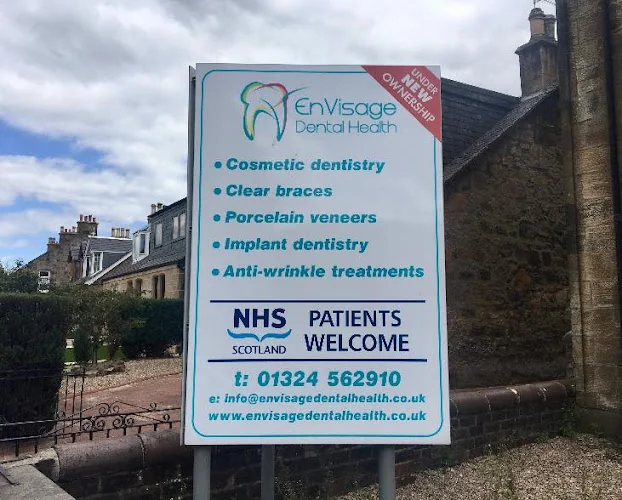 UNDER
NEW
OWNERSHIP
EnVisage
Dental Health
• Cosmetic dentistry
• Clear braces
• Porcelain veneers
• Implant dentistry
• Anti-wrinkle treatments
NHS
SCOTLAND
PATIENTS
WELCOME
t: 01324 562910
e: info@envisagedentalhealth.co.uk
www.envisagedentalhealth.co.uk